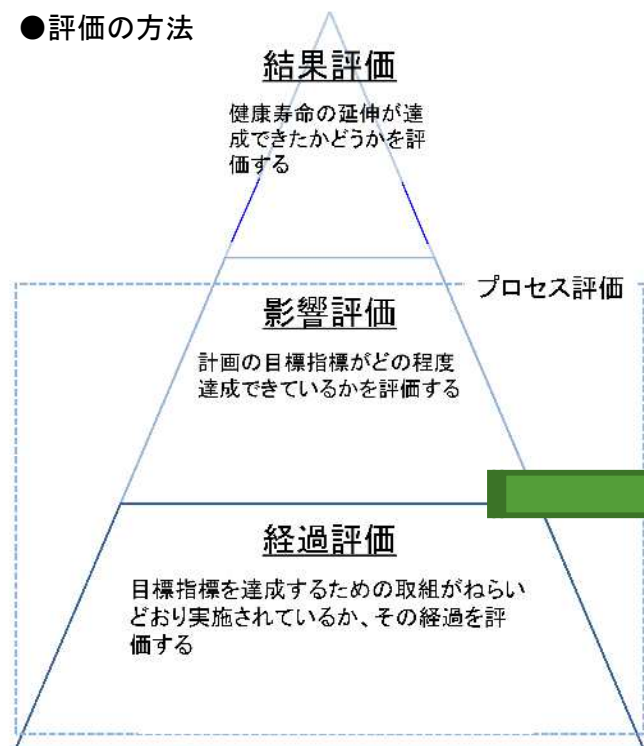 ●評価の方法
結果評価
健康寿命の延伸が達
成できたかどうかを評
価する
プロセス評価
影響評価
計画の目標指標がどの程度
達成できているかを評価する
経過評価
目標指標を達成するための取組がねらい
どおり実施されているか、その経過を評
価する